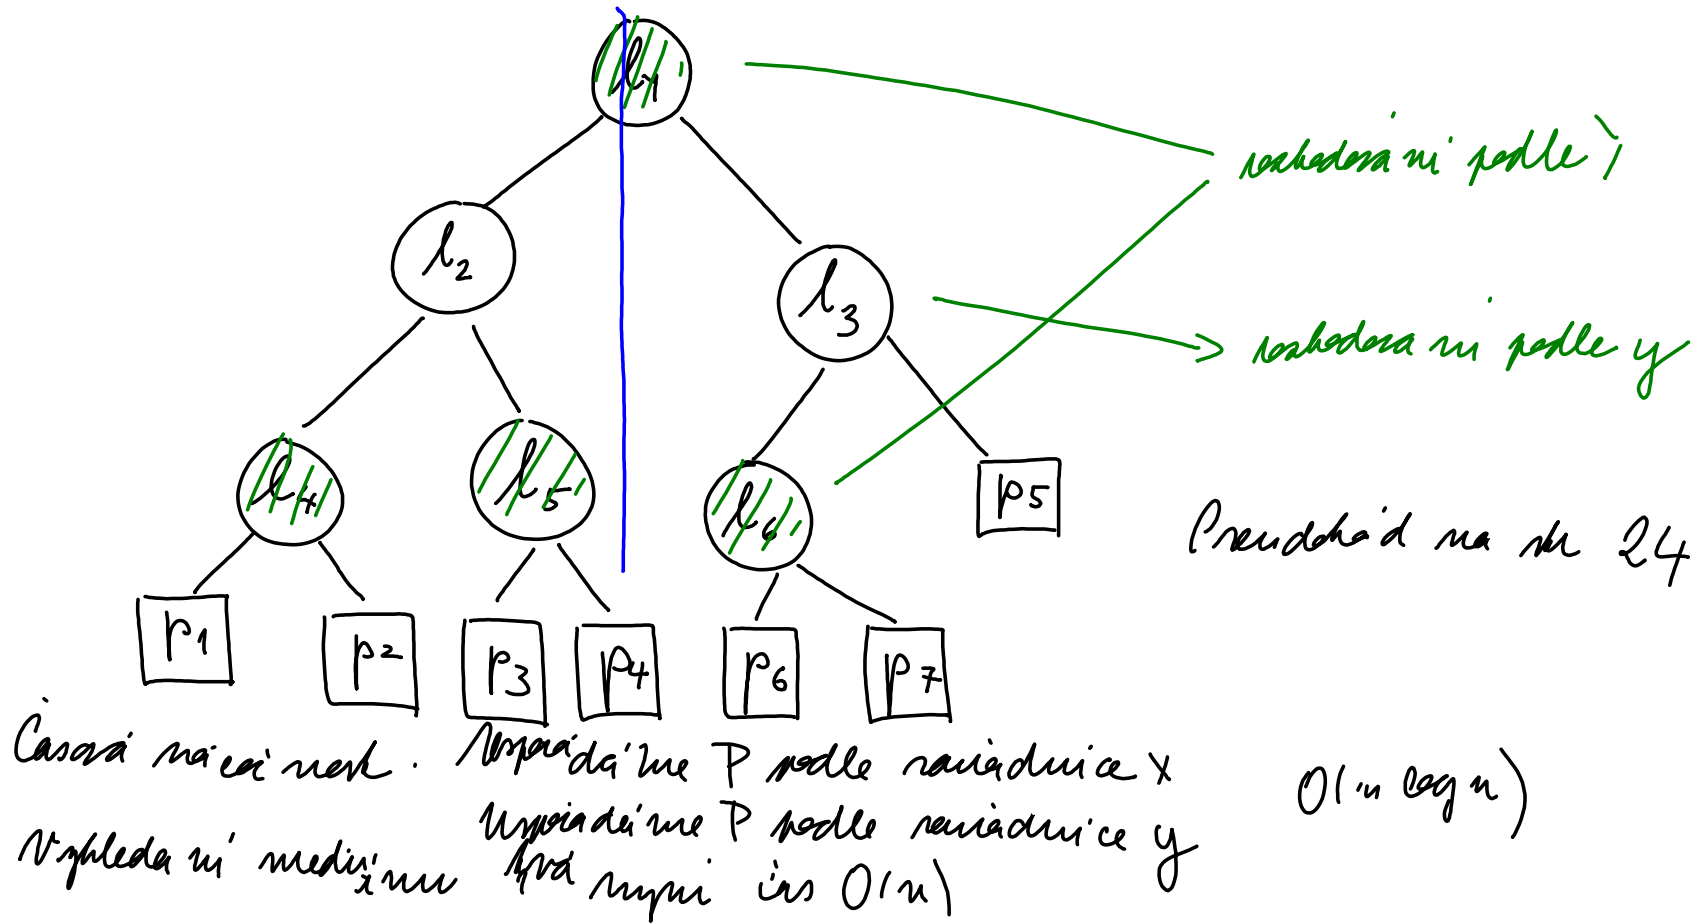 l1
rozhodování podle x
l2
l3
rozhodování podle y
l4
l5
l6
p5
Pseudokód na str 24
p1
p2
p3
p4
p6
p7
Časová náročnost. Uspořádáme P podle souřadnice x
O(n log n)
Uspořádáme P podle souřadnice y
Vyhledání mediánu trvá nyní čas O(n)